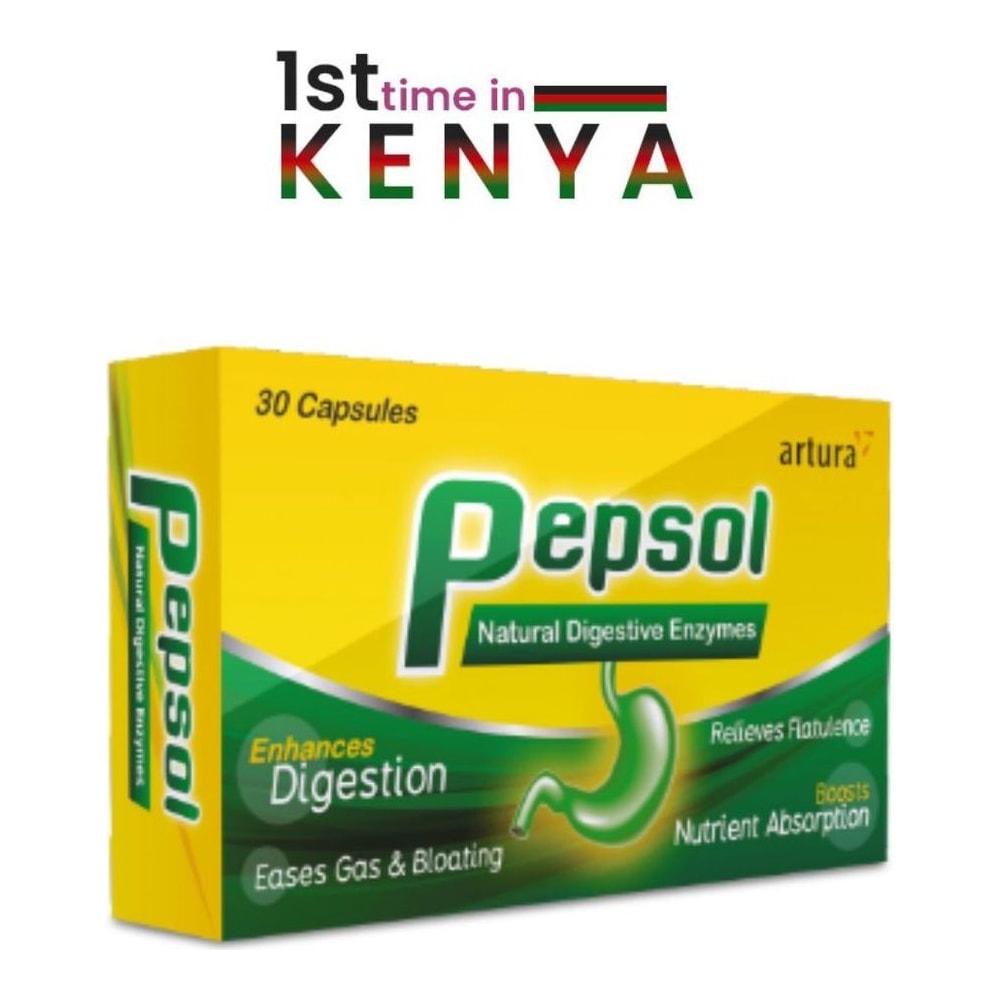 1st time in
KENYA
30 Capsules
artura
Pepsol
Natural Digestive Enzymes
Enhances
Digestion
Eases Gas & Bloating
Relieves Flatulence
Boosts
Nutrient Absorption
Pepsol
Natural Digestive Enzymes